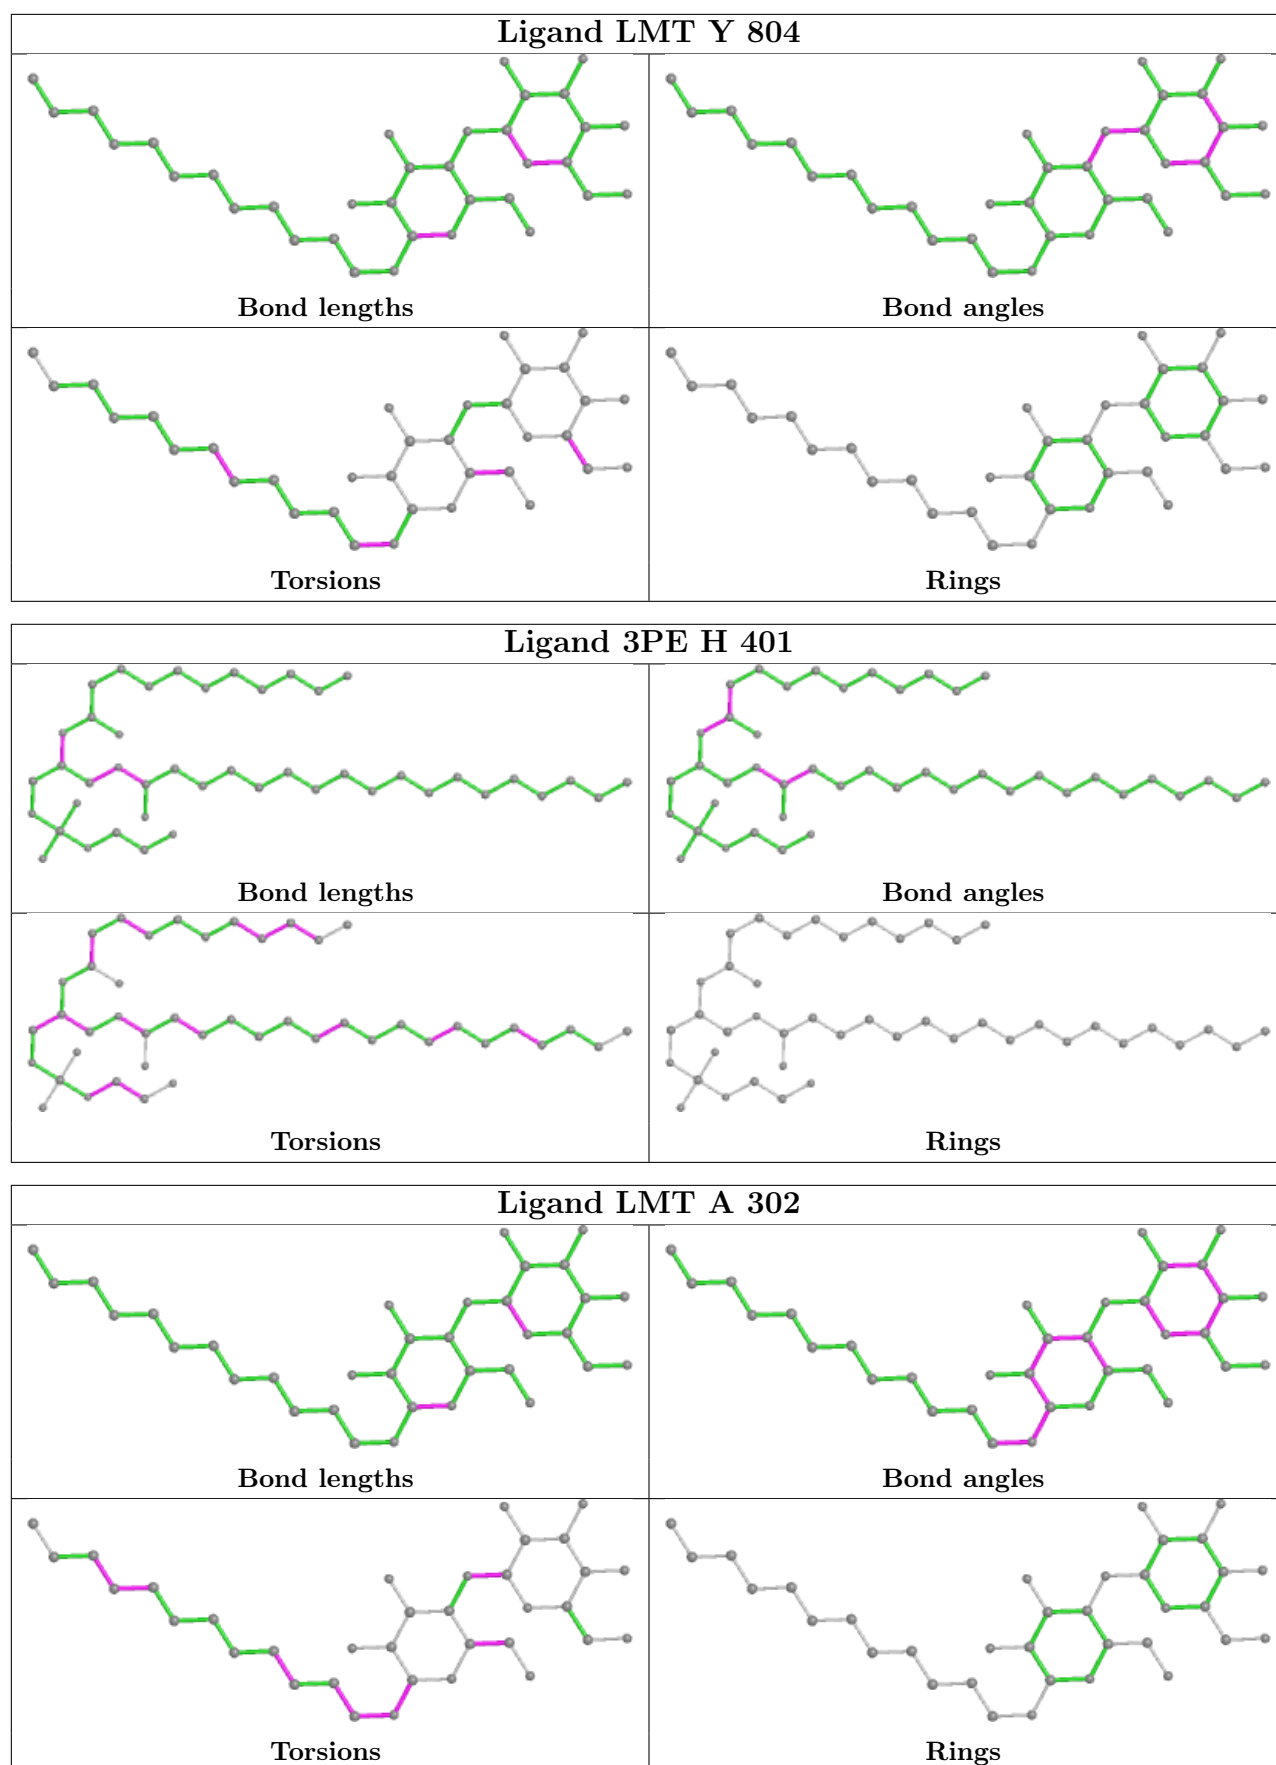 Ligand LMT Y 804
Bond lengths
Bond angles
Torsions
Rings
Ligand 3PE H 401
Bond lengths
Bond angles
Torsions
Rings
Ligand LMT A 302
Bond lengths
Bond angles
Torsions
Rings